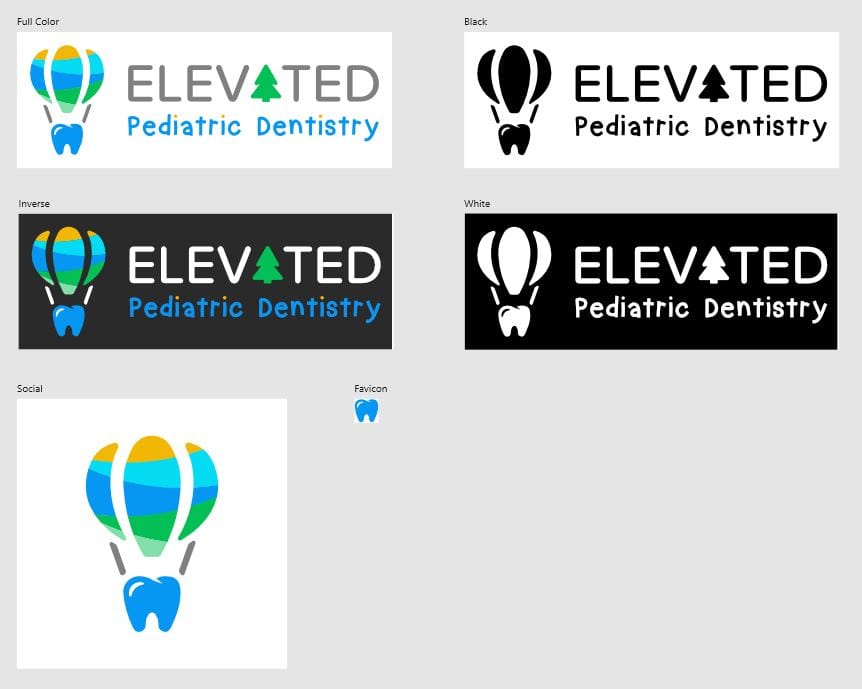 Full Color
ELEVATED
Pediatric Dentistry
Black
ELEVATED
Pediatric Dentistry
Inverse
ELEVATED
Pediatric Dentistry
White
ELEVATED
Pediatric Dentistry
Social
Favicon